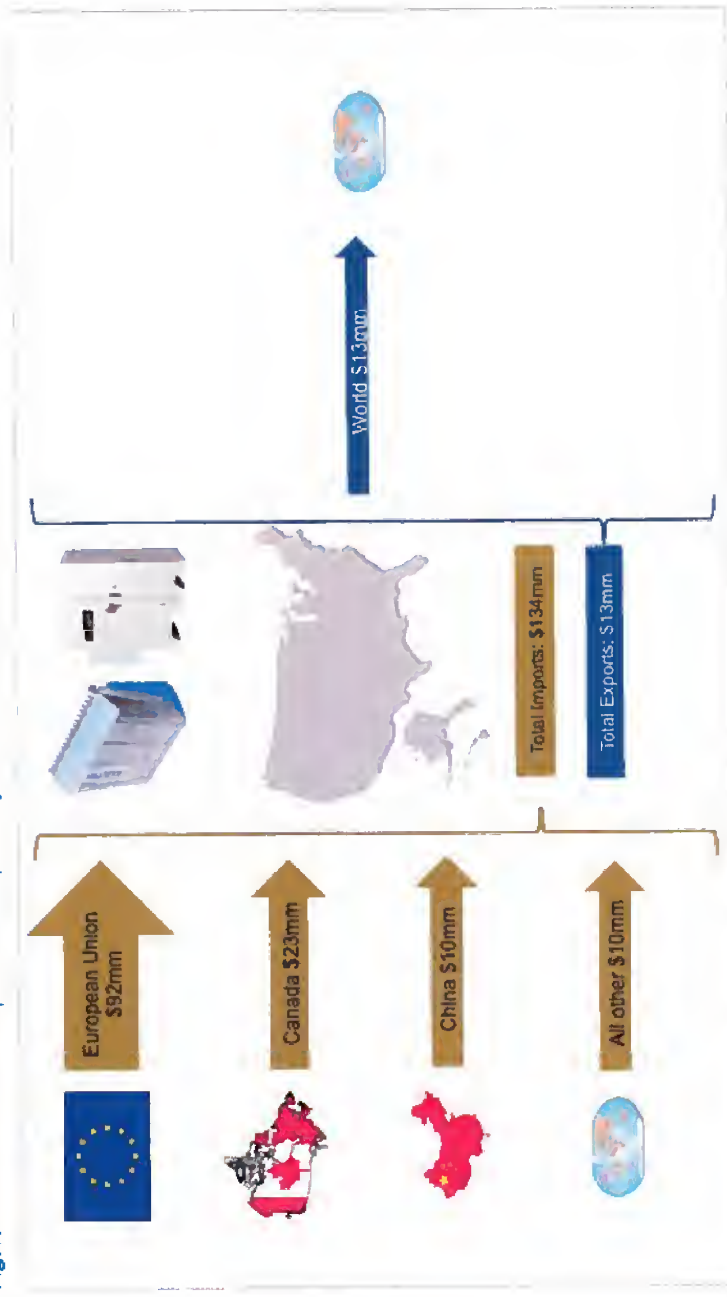 European Union
$92mm
Canada $23mm
China $10mm
All other $10mm
Total Imports: $134mm
Total Exports: $13mm
World $13mm